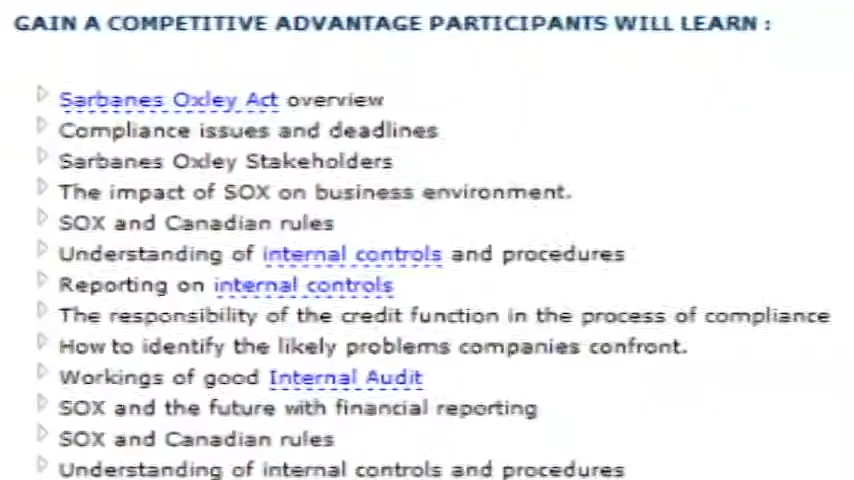 GAIN A COMPETITIVE ADVANTAGE PARTICIPANTS WILL LEARN :
Sarbanes Oxley Act overview
Compliance issues and deadlines
Sarbanes Oxley Stakeholders
The impact of SOX on business environment.
SOX and Canadian rules
Understanding of internal controls and procedures
Reporting on internal controls
The responsibility of the credit function in the process of compliance
How to identify the likely problems companies confront.
Workings of good Internal Audit
SOX and the future with financial reporting
SOX and Canadian rules
Understanding of internal controls and procedures